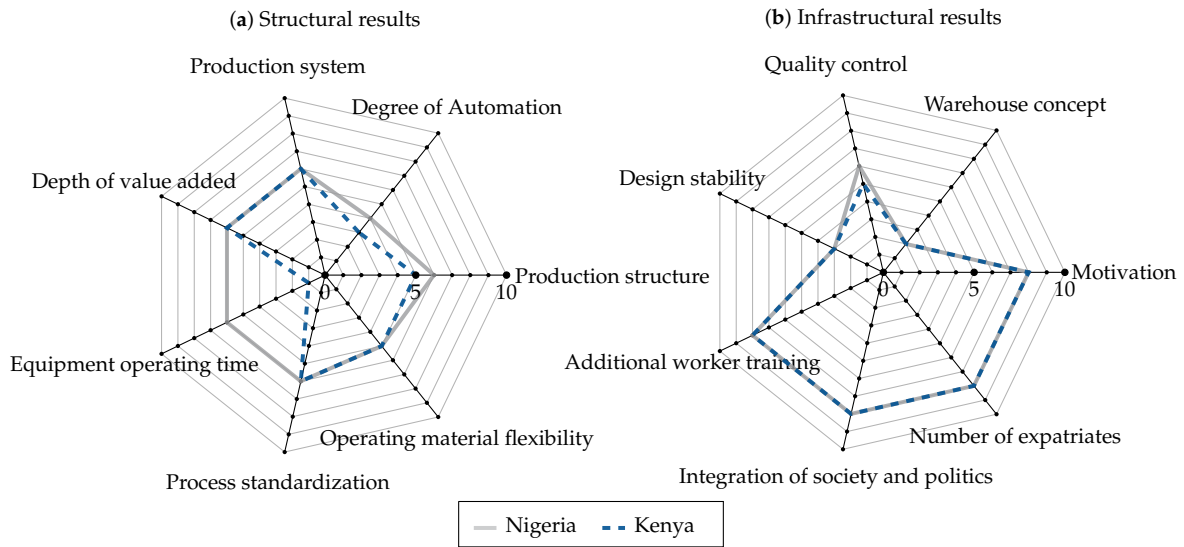 (a) Structural results
(b) Infrastructural results
Production system
Degree of Automation
Depth of value added
0
5
10
Production structure
Equipment operating time
Operating material flexibility
Process standardization
Quality control
Warehouse concept
Design stability
0
5
10
Motivation
Additional worker training
Number of expatriates
Integration of society and politics
Nigeria
Kenya